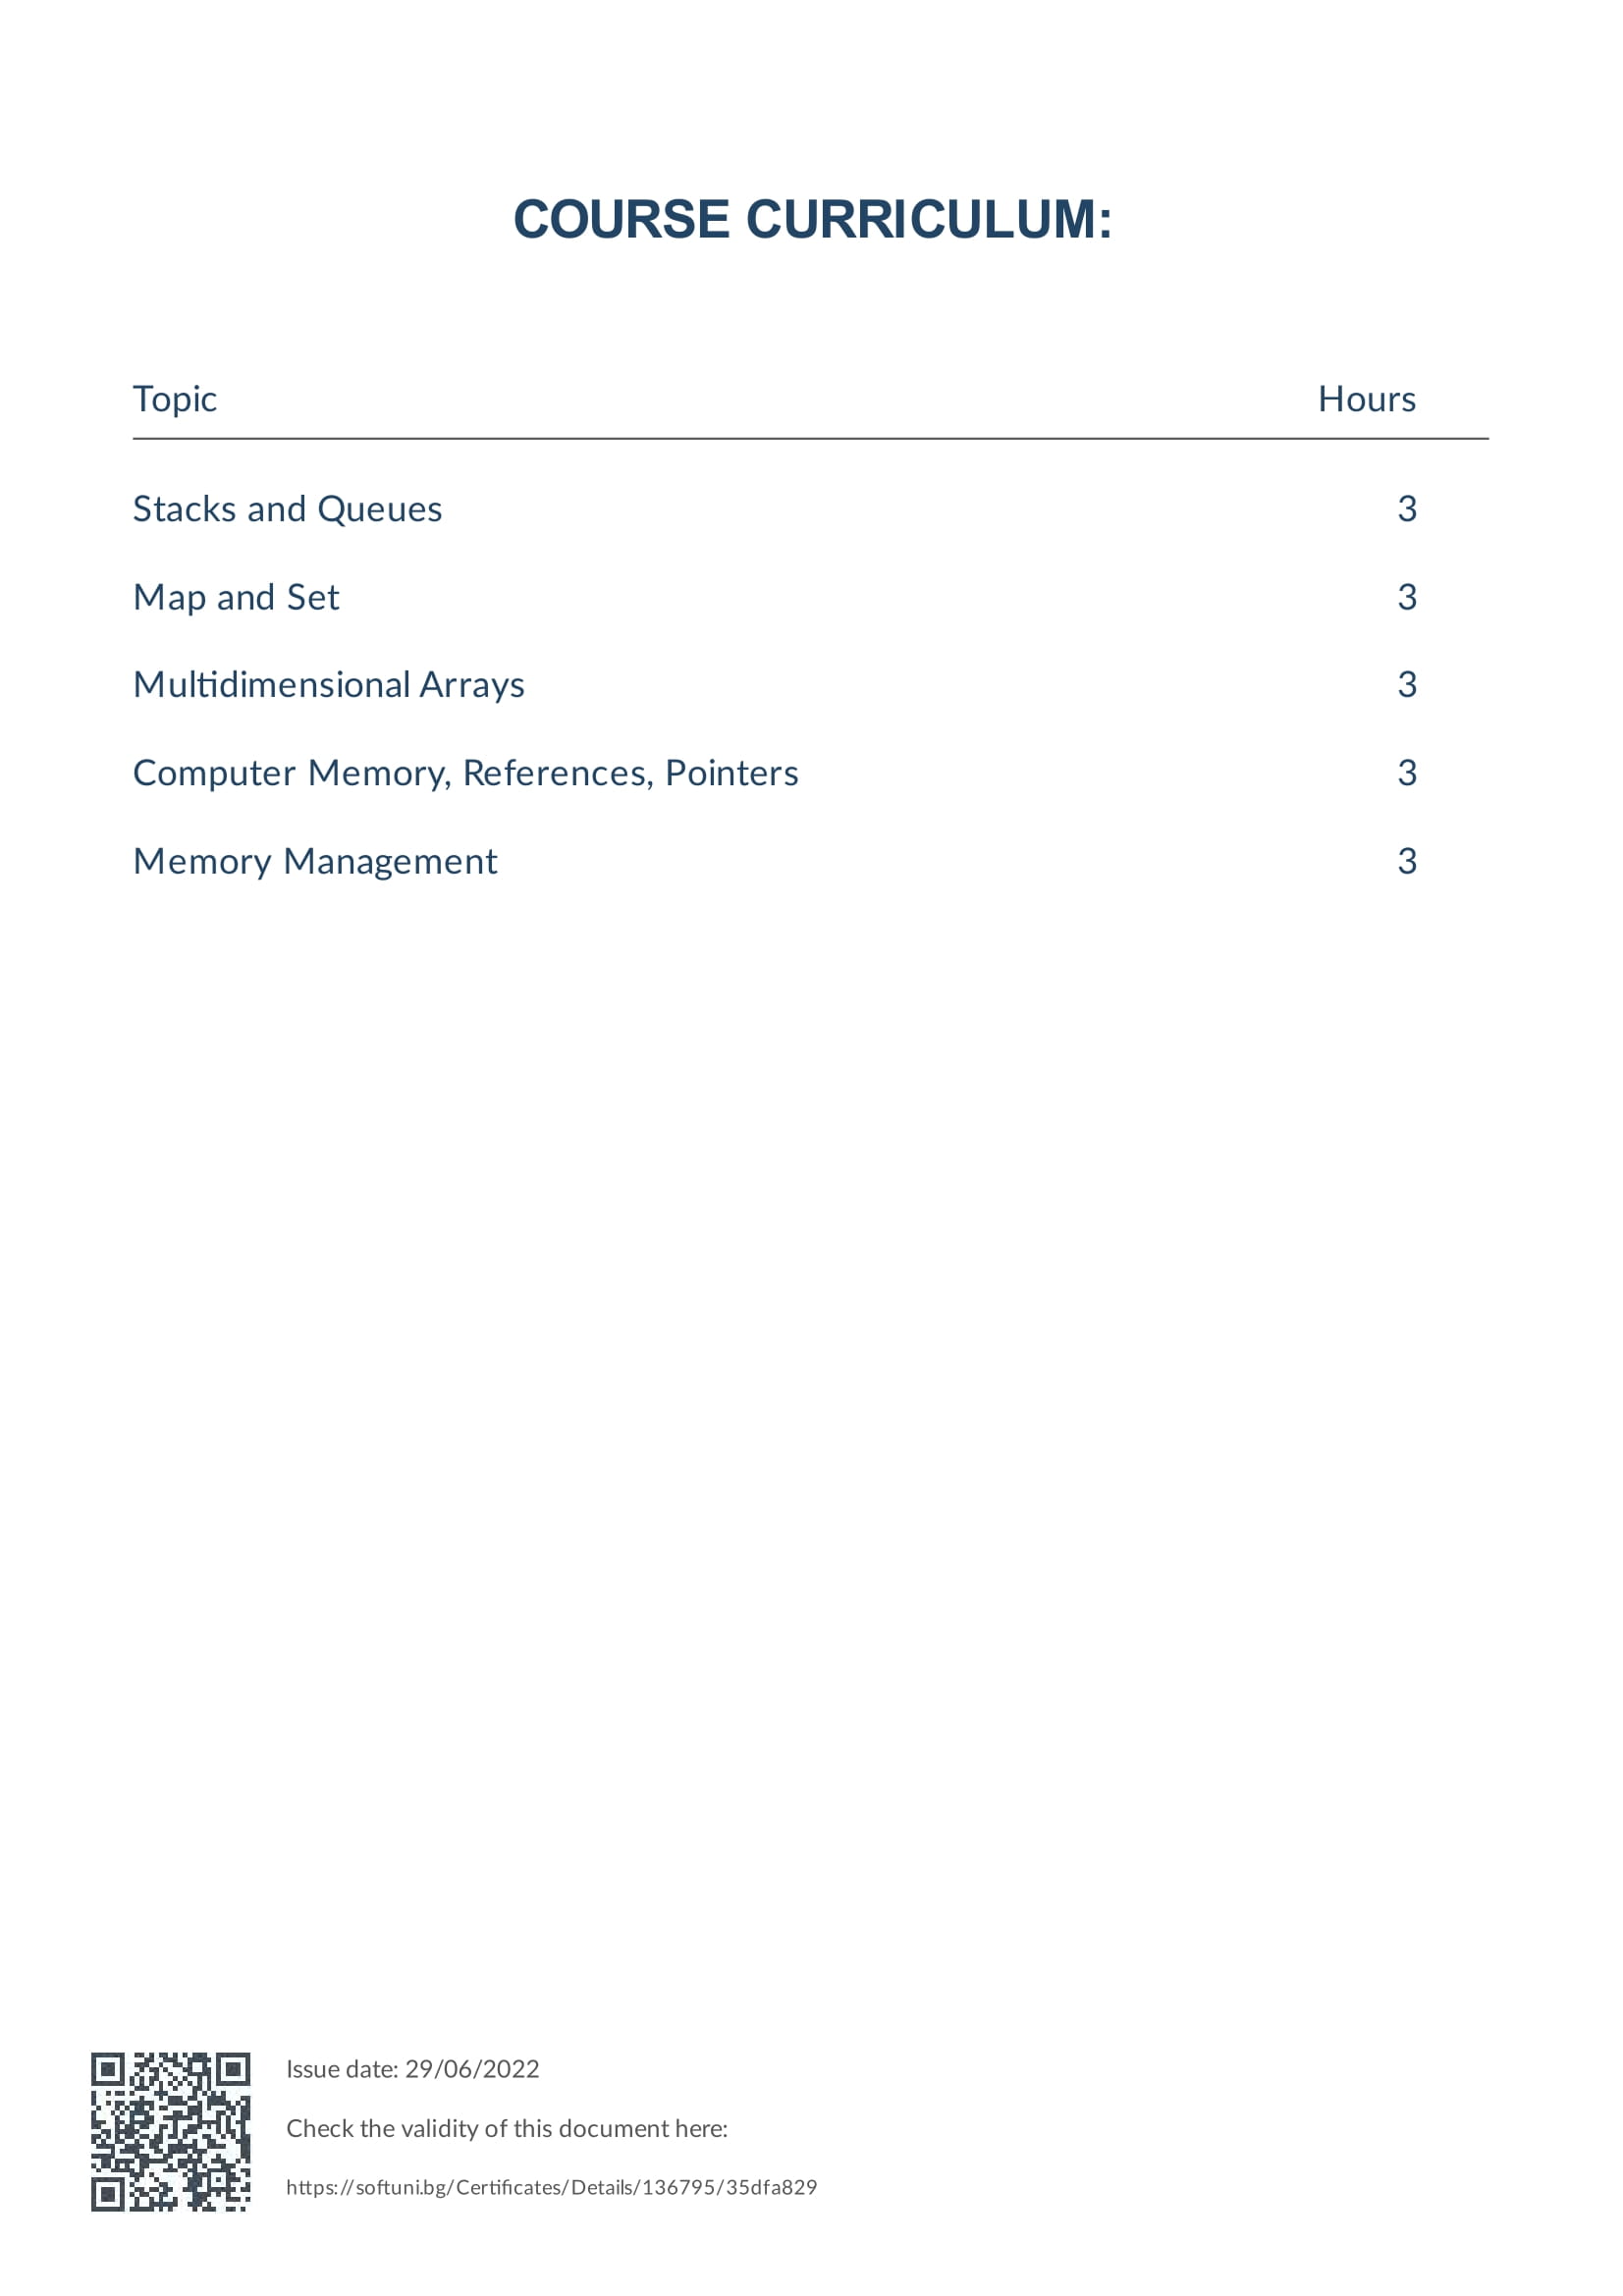 COURSE CURRICULUM:
Topic Hours
Stacks and Queues 3
Map and Set 3
Multidimensional Arrays 3
Computer Memory, References, Pointers 3
Memory Management 3
Issue date: 29/06/2022
Check the validity of this document here:
https://softuni.bg/Certificates/Details/136795/35dfa829